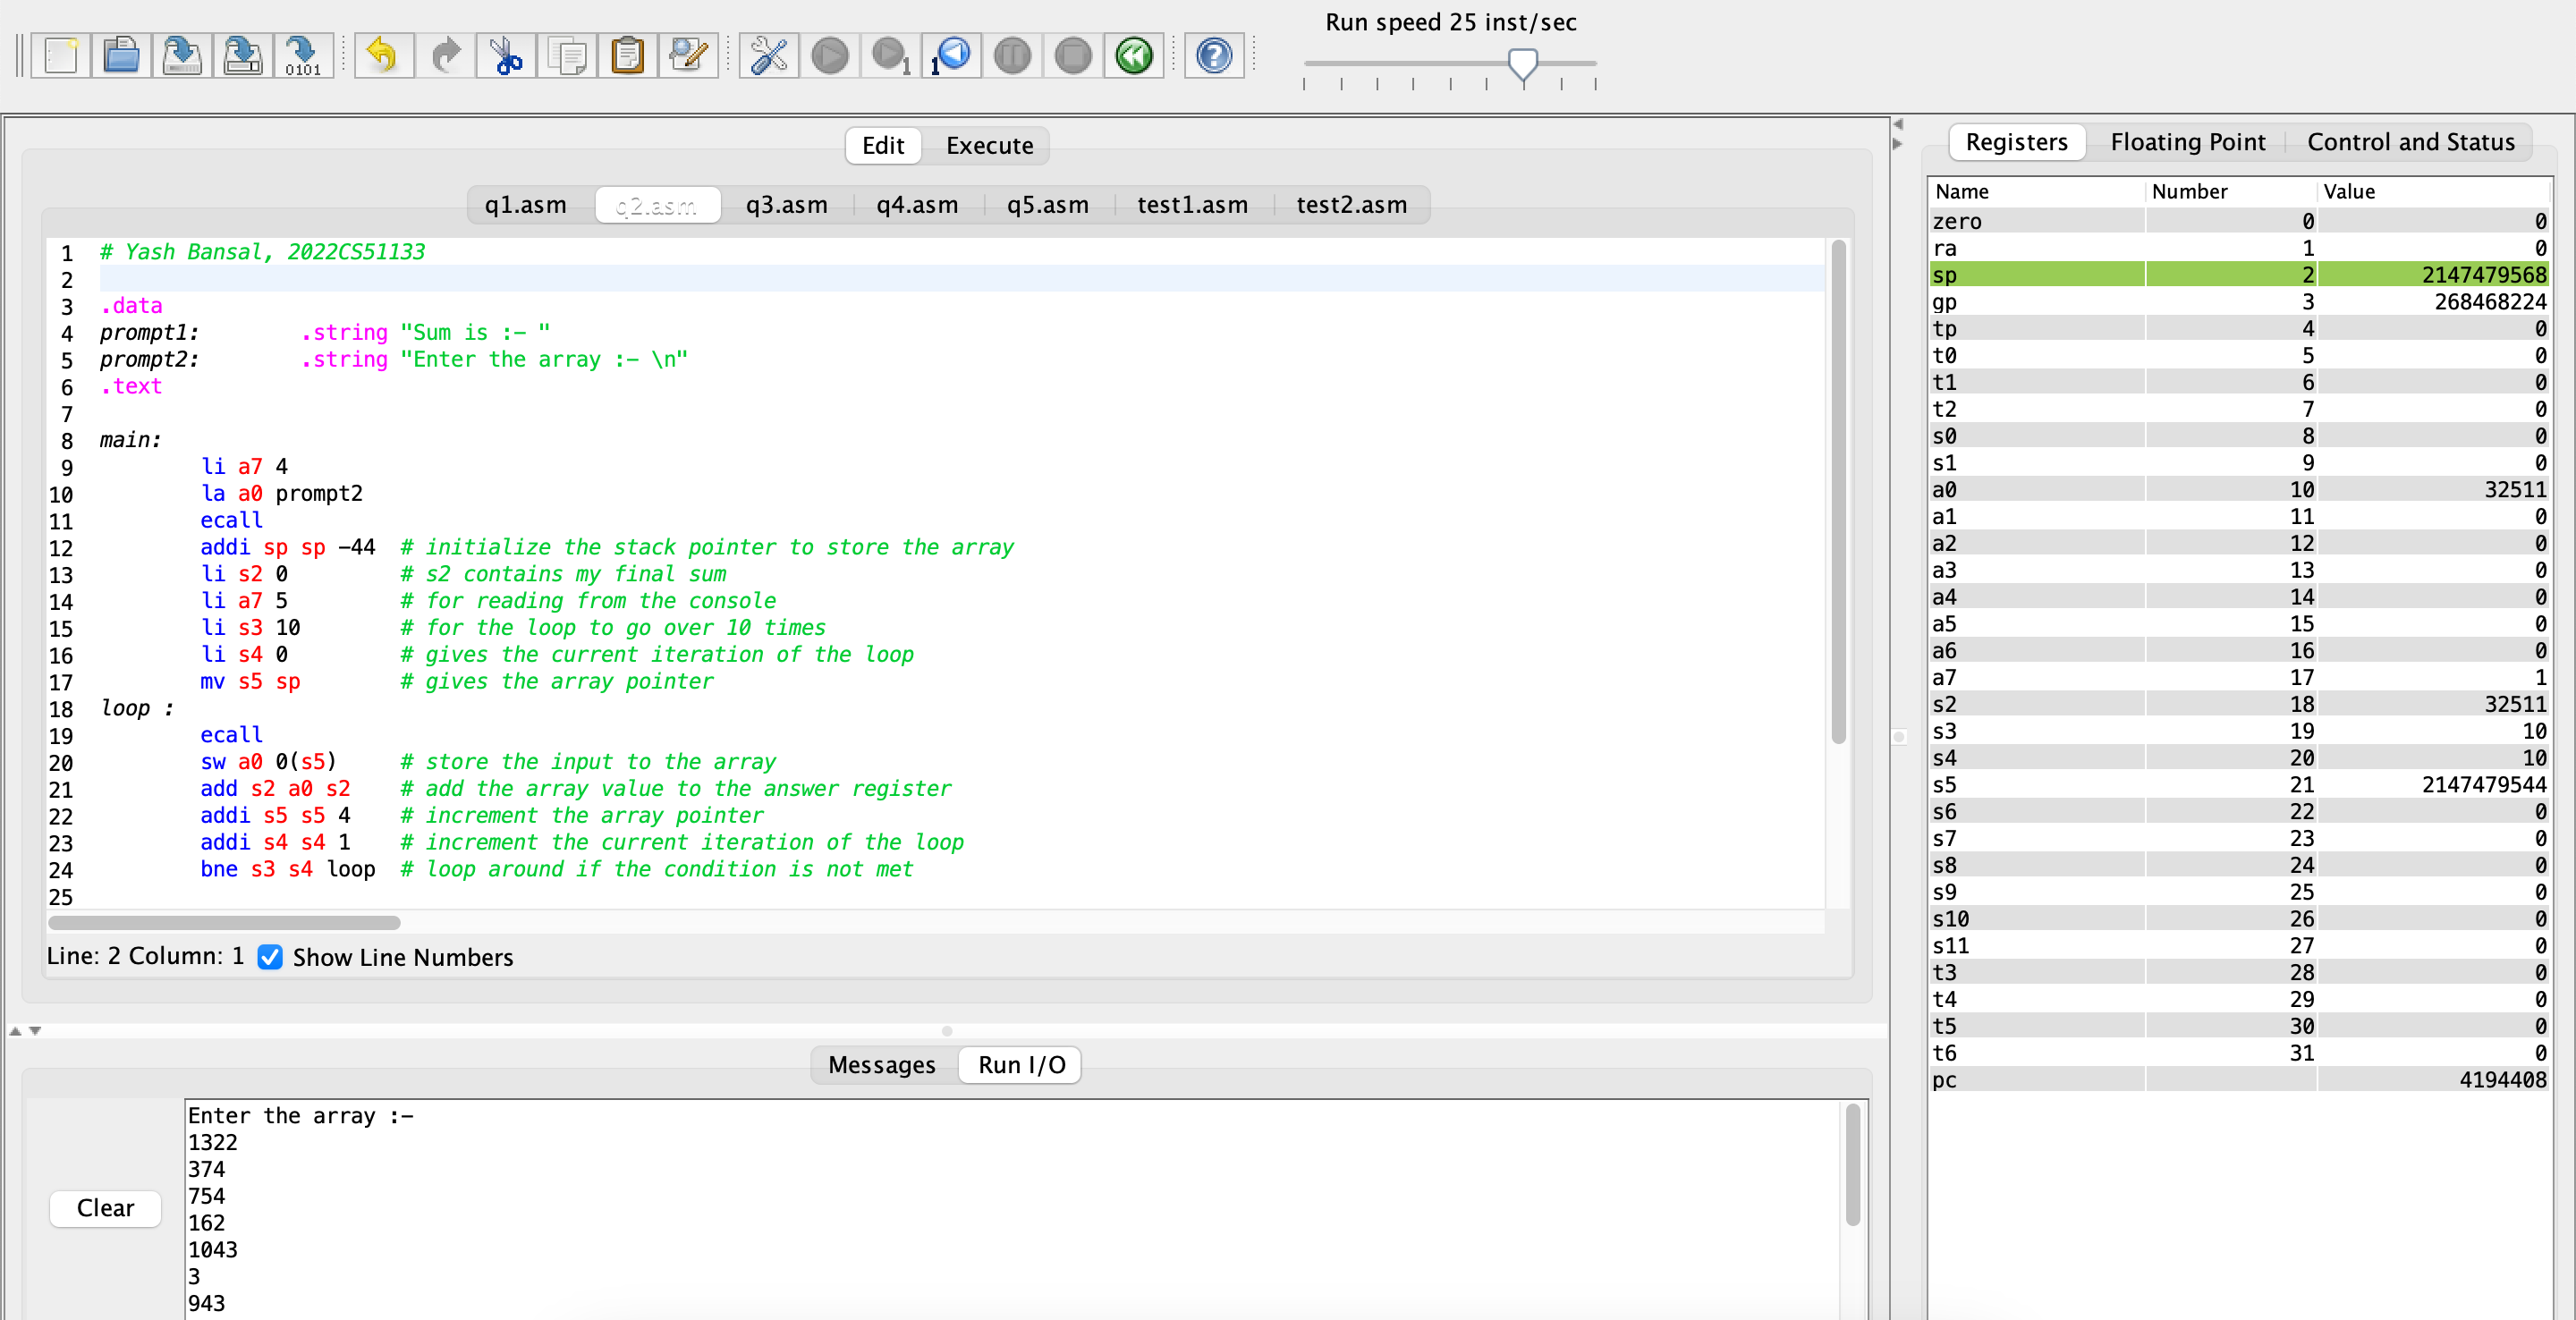 Run speed 25 inst/sec
0101
1
1
Edit Execute
q1.asm q2.asm q3.asm q4.asm q5.asm test1.asm test2.asm
1 # Yash Bansal, 2022CS51133
2
3 .data
4 prompt1: .string "Sum is :- "
5 prompt2: .string "Enter the array :- \n"
6 .text
7
8 main:
9 li a7 4
10 la a0 prompt2
11 ecall
12 addi sp sp -44 # initialize the stack pointer to store the array
13 li s2 0 # s2 contains my final sum
14 li a7 5 # for reading from the console
15 li s3 10 # for the loop to go over 10 times
16 li s4 0 # gives the current iteration of the loop
17 mv s5 sp # gives the array pointer
18 loop :
19 ecall
20 sw a0 0(s5) # store the input to the array
21 add s2 a0 s2 # add the array value to the answer register
22 addi s5 s5 4 # increment the array pointer
23 addi s4 s4 1 # increment the current iteration of the loop
24 bne s3 s4 loop # loop around if the condition is not met
25
Line: 2 Column: 1 Show Line Numbers
Messages Run I/O
Clear
Enter the array :-
1322
374
754
162
1043
3
943
Registers Floating Point Control and Status
Name Number Value
zero 0 0
ra 1 0
sp 2 2147479568
gp 3 268468224
tp 4 0
t0 5 0
t1 6 0
t2 7 0
s0 8 0
s1 9 0
a0 10 32511
a1 11 0
a2 12 0
a3 13 0
a4 14 0
a5 15 0
a6 16 0
a7 17 1
s2 18 32511
s3 19 10
s4 20 10
s5 21 2147479544
s6 22 0
s7 23 0
s8 24 0
s9 25 0
s10 26 0
s11 27 0
t3 28 0
t4 29 0
t5 30 0
t6 31 0
pc 4194408